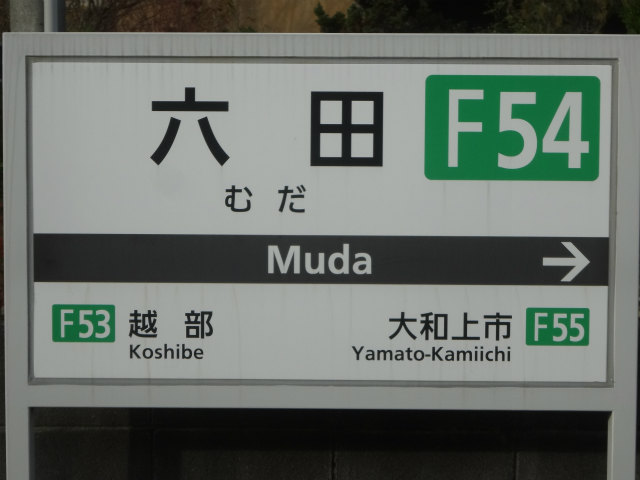 六田 F54
むだ
Muda →
F53 越部 大和上市 F55
Koshibe Yamato-Kamiichi